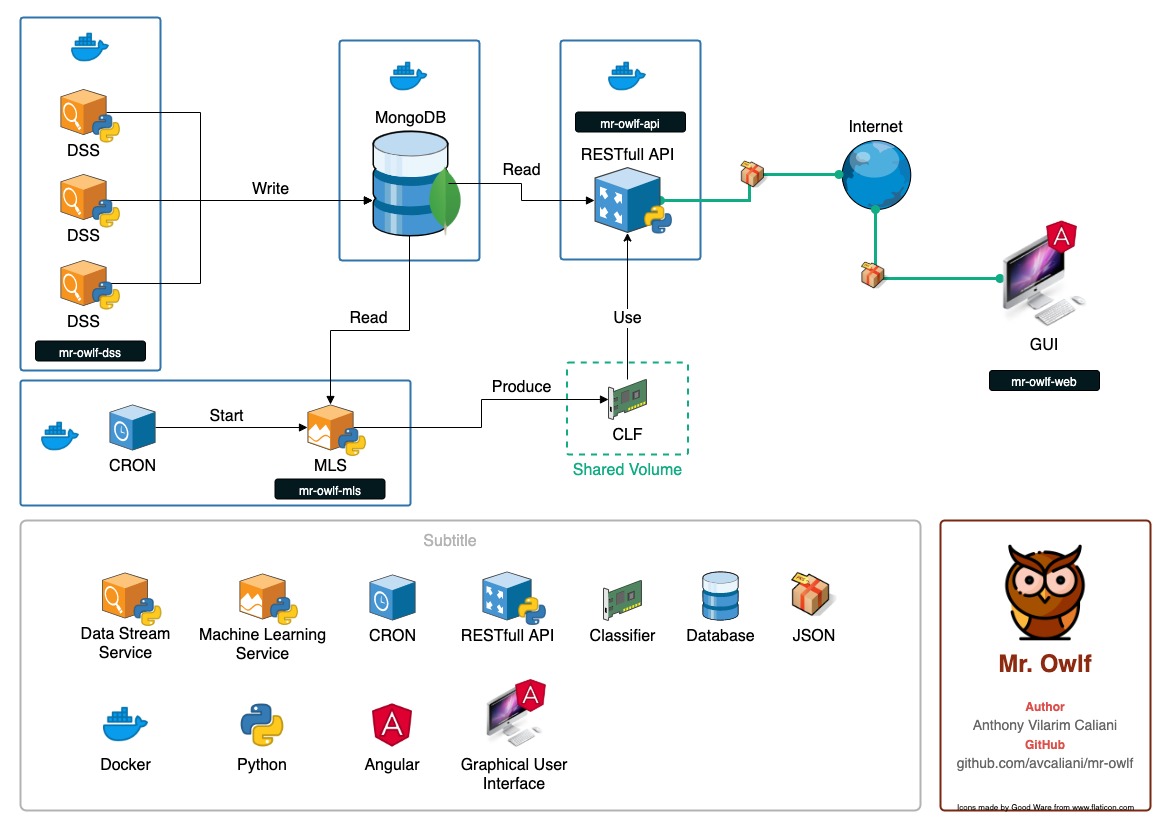 DSS
DSS
DSS
mr-owlf-dss
Write
MongoDB
Read
Read
mr-owlf-api
RESTfull API
Internet
GUI
mr-owlf-web
Use
CRON
Start
MLS
mr-owlf-mls
Produce
CLF
Shared Volume
Subtitle
Data Stream
Service
Machine Learning
Service
CRON
RESTfull API
Classifier
Database
JSON
Docker
Python
Angular
Graphical User
Interface
Mr. Owlf
Author
Anthony Vilarim Caliani
GitHub
github.com/avcaliani/mr-owlf
Icons made by Good Ware from www.flaticon.com